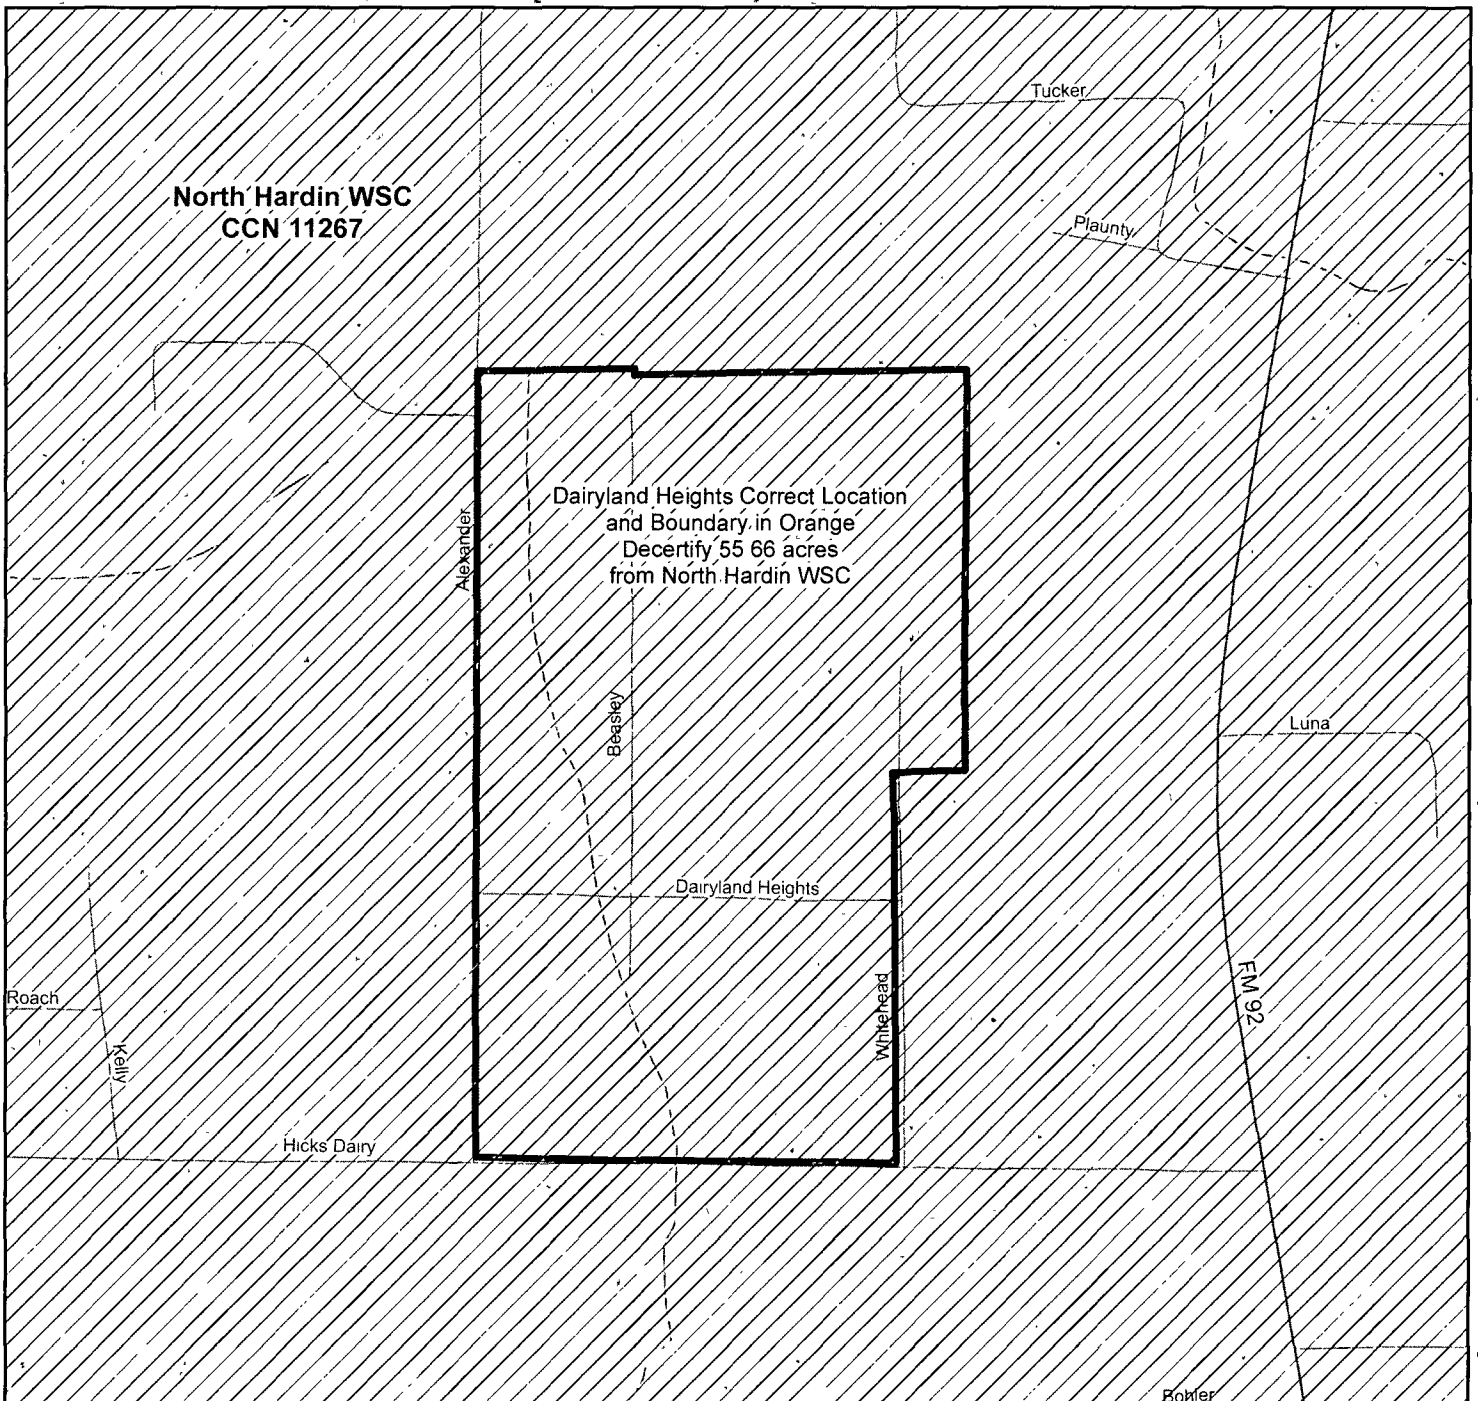 Tucker
North Hardin WSC
CCN 11267
Plaunty
Dairyland Heights Correct Location
and Boundary in Orange
Decertify 55 66 acres
from North Hardin WSC
Alexander
Beasley
Luna
Dairyland Heights
Whitehead
FM 92
Roach
Kelly
Hicks Dairy
Bohler